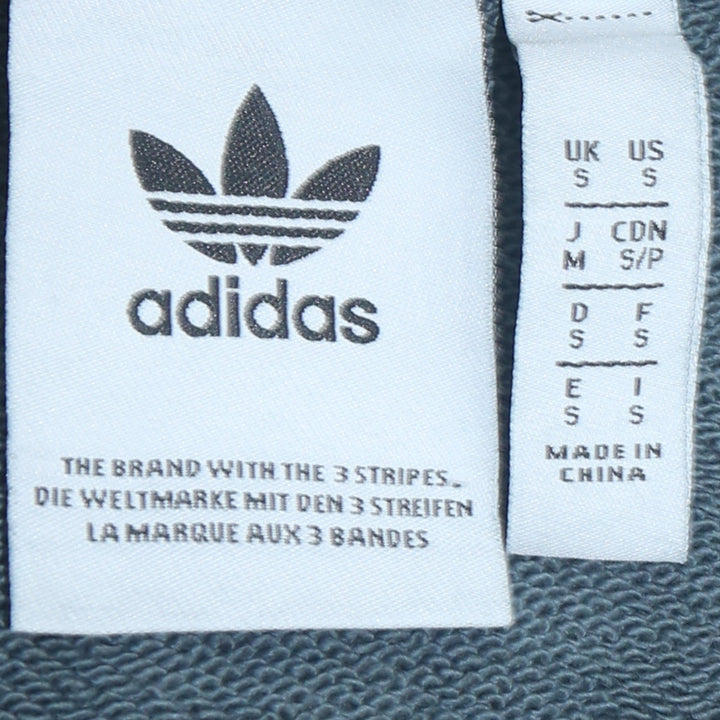 adidas
THE BRAND WITH THE 3 STRIPES.
DIE WELTMARKE MIT DEN 3 STREIFEN
LA MARQUE AUX 3 BANDES
UK US
S S
J CDN
M S/P
D F
S S
E I
S S
MADE IN
CHINA